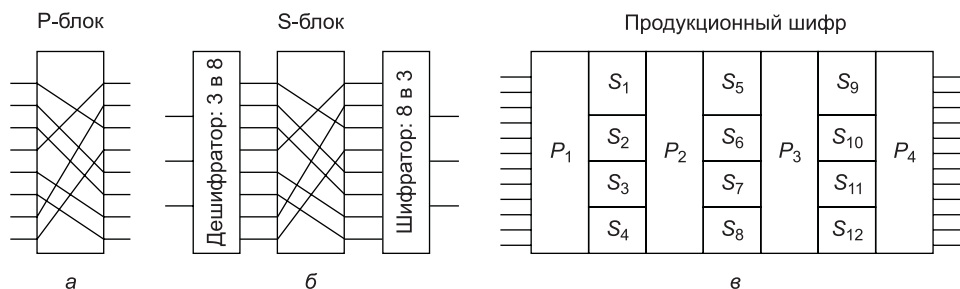 P-блок
S-блок
Продукционный шифр
Дешифратор: 3 в 8
Шифратор: 8 в 3
P1
S1
S2
S3
S4
P2
S5
S6
S7
S8
P3
S9
S10
S11
S12
P4
а
б
в